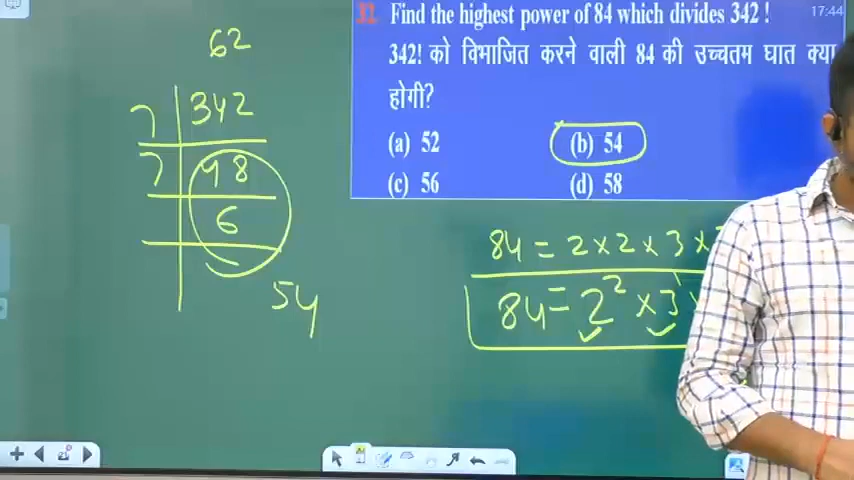 32. Find the highest power of 84 which divides 342!
342! को विभाजित करने वाली 84 की उच्चतम घात क्या
होगी?
(a) 52 (b) 54
(c) 56 (d) 58
17:44
62
7 342
7 48
6
54
84 = 2 × 2 × 3 ×
84 = 2² × 3¹